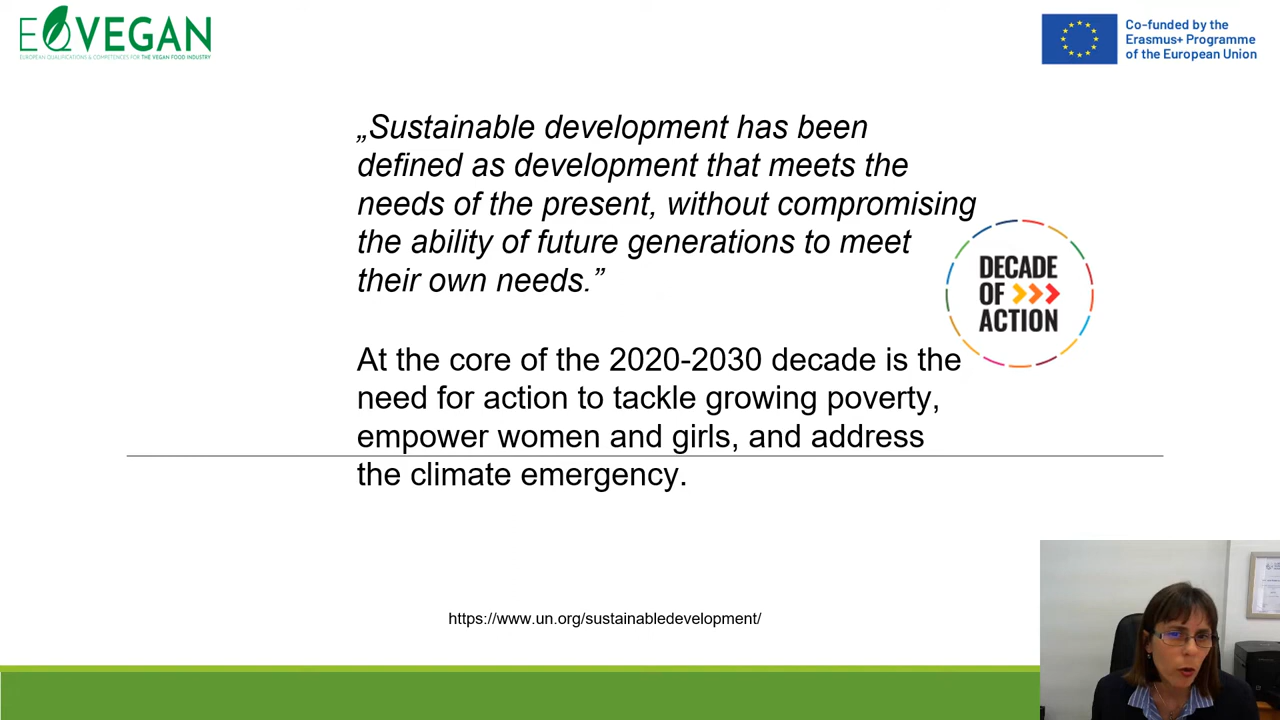 EQVEGAN
EUROPEAN QUALIFICATIONS & COMPETENCES FOR THE VEGAN FOOD INDUSTRY
Co-funded by the
Erasmus+ Programme
of the European Union
„Sustainable development has been
defined as development that meets the
needs of the present, without compromising
the ability of future generations to meet
their own needs.”
DECADE
OF
ACTION
At the core of the 2020-2030 decade is the
need for action to tackle growing poverty,
empower women and girls, and address
the climate emergency.
https://www.un.org/sustainabledevelopment/